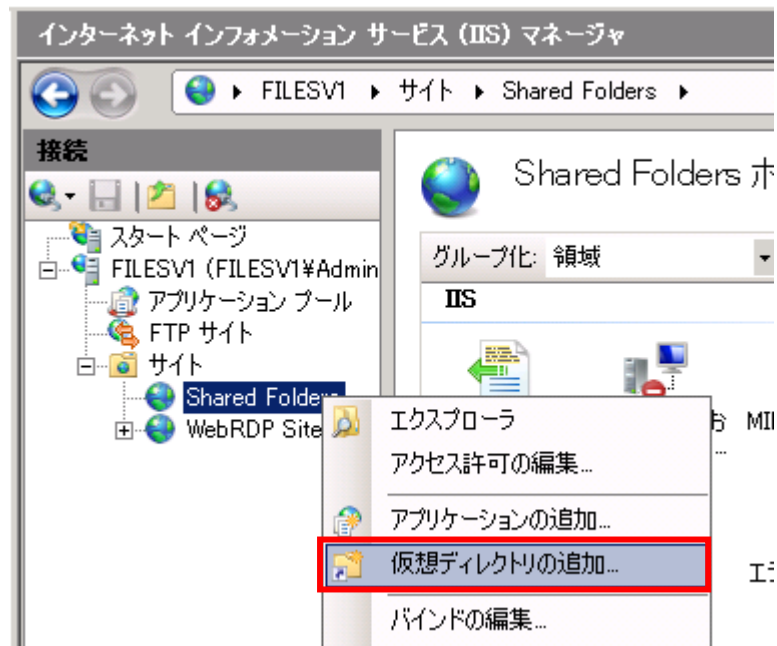 インターネット インフォメーション サービス (IIS) マネージャ
FILESV1 サイト Shared Folders
接続
スタート ページ
FILESV1 (FILESV1¥Admin
アプリケーション プール
FTP サイト
サイト
Shared Folders
WebRDP Site
Shared Folders ホ
グループ化: 領域
IIS
エクスプローラ
アクセス許可の編集...
アプリケーションの追加...
仮想ディレクトリの追加...
バインドの編集...
お MI
...
エラ